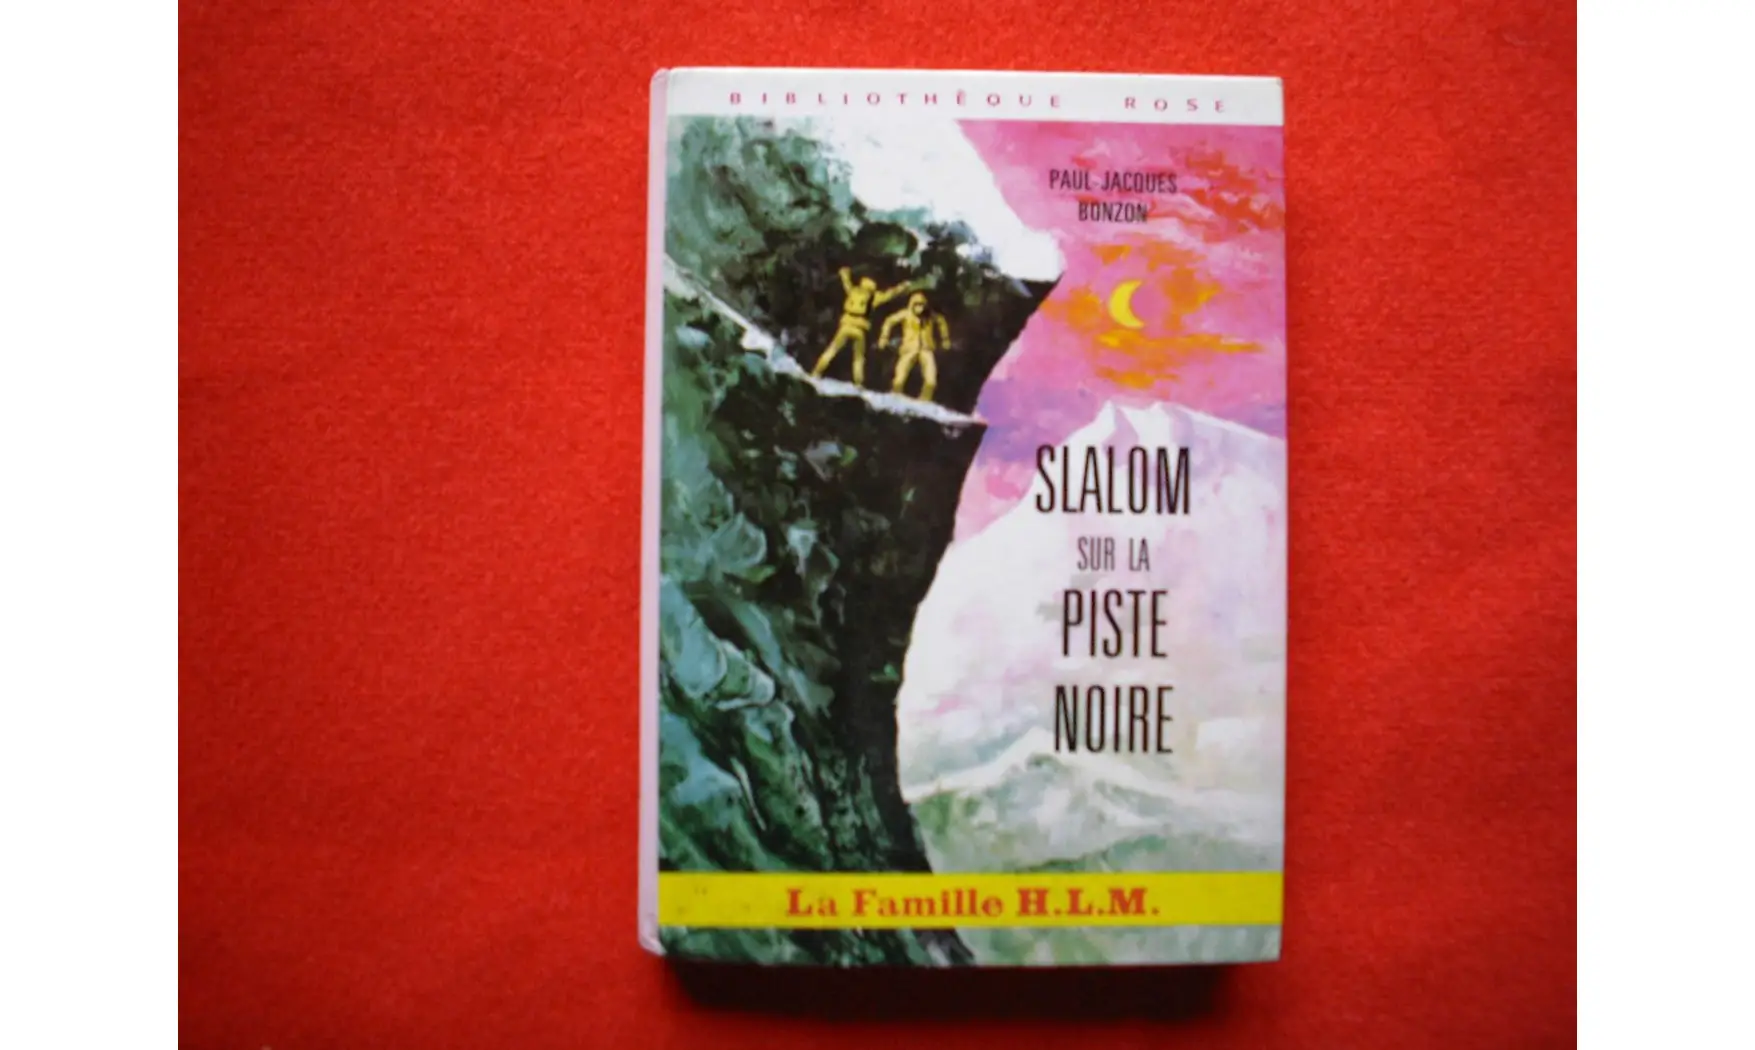 BIBLIOTHÈQUE ROSE
PAUL-JACQUES
BONZON
SLALOM
SUR LA
PISTE
NOIRE
La Famille H.L.M.